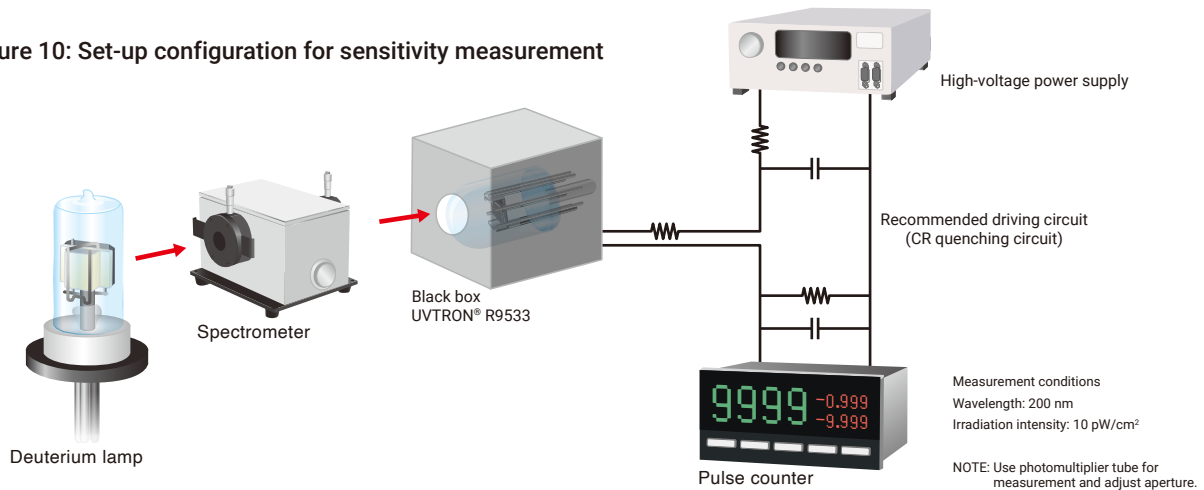 ure 10: Set-up configuration for sensitivity measurement
High-voltage power supply
Recommended driving circuit
(CR quenching circuit)
Black box
UVTRON® R9533
Spectrometer
Deuterium lamp
9999
-0.999
-9.999
Pulse counter
Measurement conditions
Wavelength: 200 nm
Irradiation intensity: 10 pW/cm²
NOTE: Use photomultiplier tube for
measurement and adjust aperture.